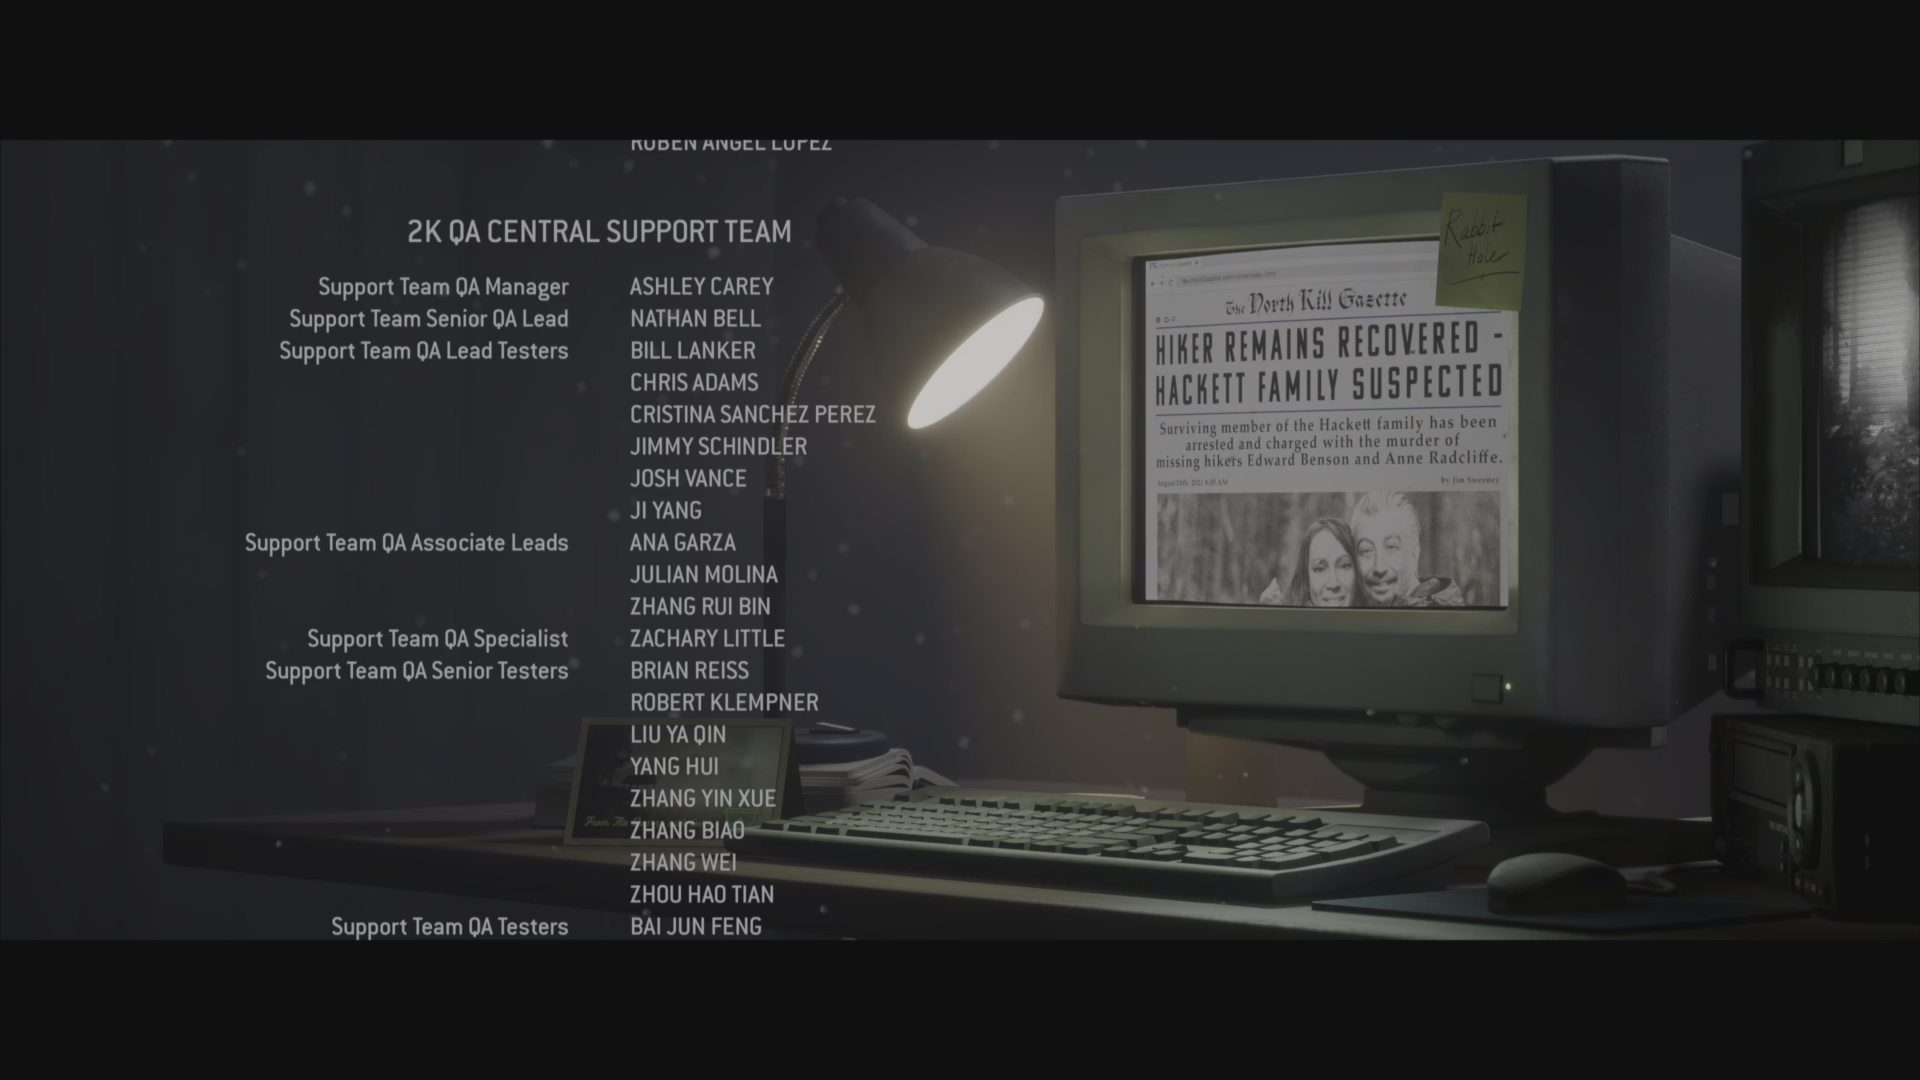 RUBEN ANGEL LOPEZ
2K QA CENTRAL SUPPORT TEAM
Support Team QA Manager ASHLEY CAREY
Support Team Senior QA Lead NATHAN BELL
Support Team QA Lead Testers BILL LANKER
CHRIS ADAMS
CRISTINA SANCHEZ PEREZ
JIMMY SCHINDLER
JOSH VANCE
JI YANG
Support Team QA Associate Leads ANA GARZA
JULIAN MOLINA
ZHANG RUI BIN
Support Team QA Specialist ZACHARY LITTLE
Support Team QA Senior Testers BRIAN REISS
ROBERT KLEMPNER
LIU YA QIN
YANG HUI
ZHANG YIN XUE
ZHANG BIAO
ZHANG WEI
ZHOU HAO TIAN
Support Team QA Testers BAI JUN FENG
From The
Rabbit
Hole
The North Kill Gazette
HIKER REMAINS RECOVERED -
HACKETT FAMILY SUSPECTED
Surviving member of the Hackett family has been
arrested and charged with the murder of
missing hikers Edward Benson and Anne Radcliffe.
by Jim Sweeney